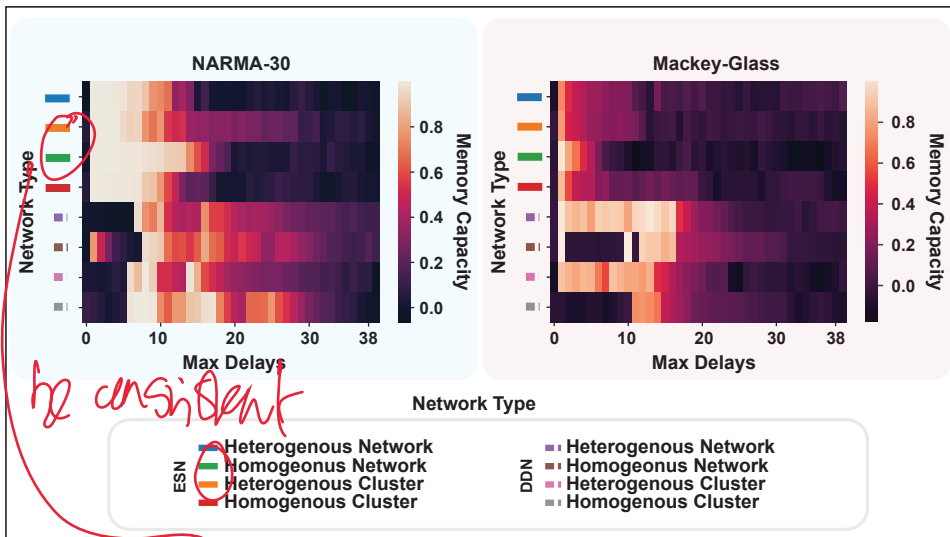 NARMA-30
Network Type
0.8
0.6
0.4
0.2
0.0
Memory Capacity
0 10 20 30 38
Max Delays
Mackey-Glass
Network Type
0.8
0.6
0.4
0.2
0.0
Memory Capacity
0 10 20 30 38
Max Delays
be consistent
Network Type
ESN
Heterogenous Network
Homogeonus Network
Heterogenous Cluster
Homogenous Cluster
DDN
Heterogenous Network
Homogeonus Network
Heterogenous Cluster
Homogenous Cluster